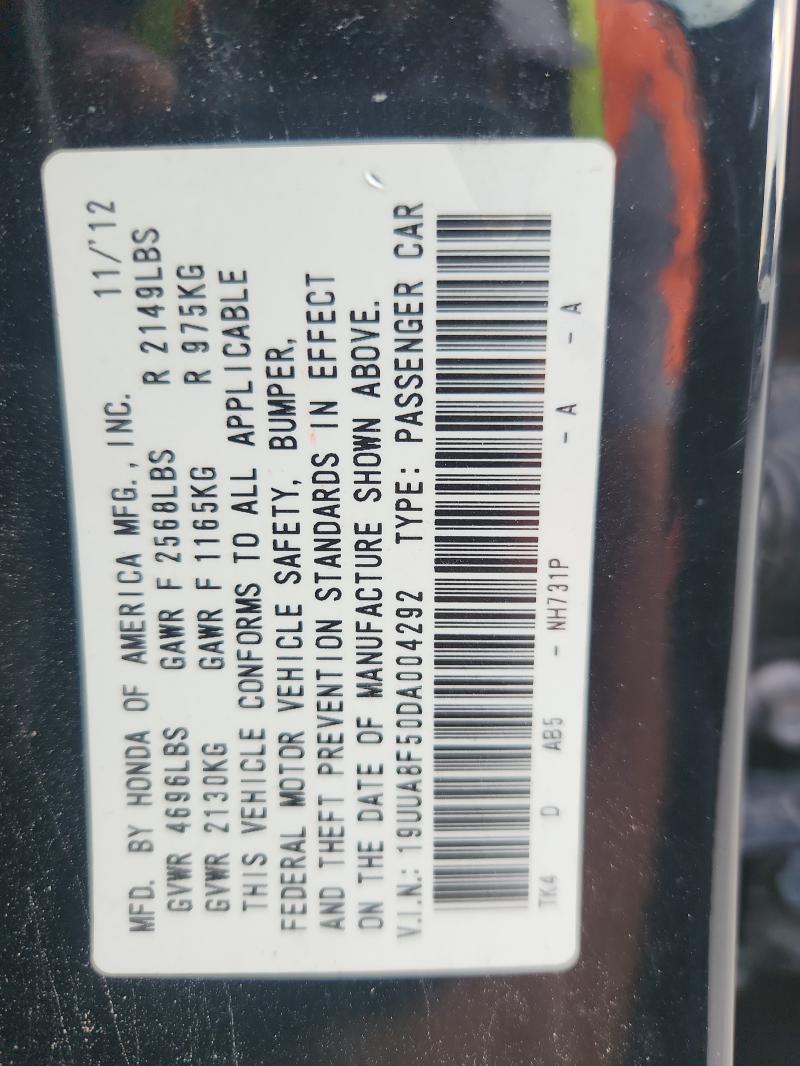 MFD. BY HONDA OF AMERICA MFG., INC. 11/'12
GVWR 4696LBS GAWR F 2568LBS R 2149LBS
GVWR 2130KG GAWR F 1165KG R 975KG
THIS VEHICLE CONFORMS TO ALL APPLICABLE
FEDERAL MOTOR VEHICLE SAFETY, BUMPER,
AND THEFT PREVENTION STANDARDS IN EFFECT
ON THE DATE OF MANUFACTURE SHOWN ABOVE.
V.I.N.: 19UUA8F50DA004292 TYPE: PASSENGER CAR
TK4 D AB5 - NH731P - A - A